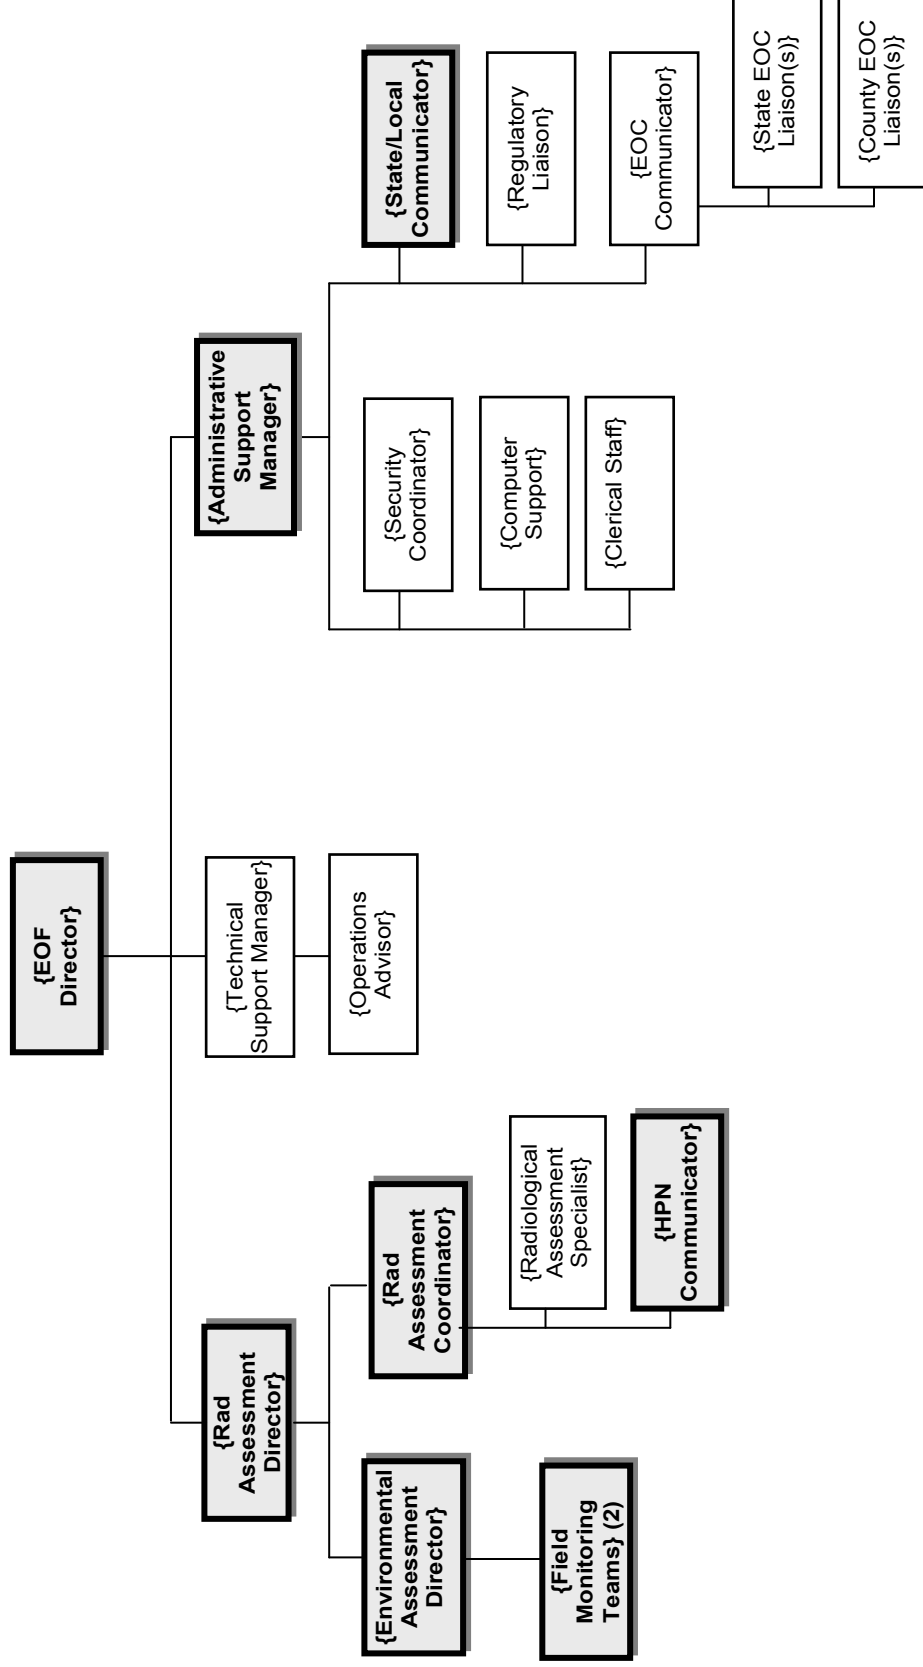 {EOF
Director}
{Rad
Assessment
Director}
{Technical
Support Manager}
{Administrative
Support
Manager}
{Environmental
Assessment
Director}
{Rad
Assessment
Coordinator}
{Operations
Advisor}
{Security
Coordinator}
{State/Local
Communicator}
{Field
Monitoring
Teams} (2)
{Radiological
Assessment
Specialist}
{Computer
Support}
{Regulatory
Liaison}
{HPN
Communicator}
{Clerical Staff}
{EOC
Communicator}
{State EOC
Liaison(s)}
{County EOC
Liaison(s)}